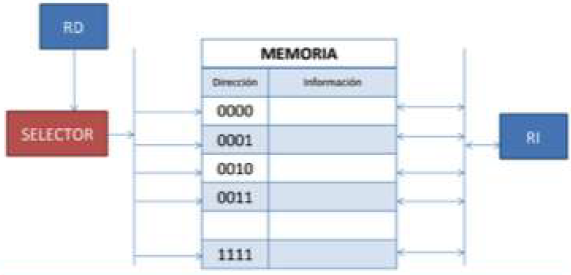 RD
MEMORIA
Dirección Información
0000
SELECTOR
0001
RI
0010
0011
1111